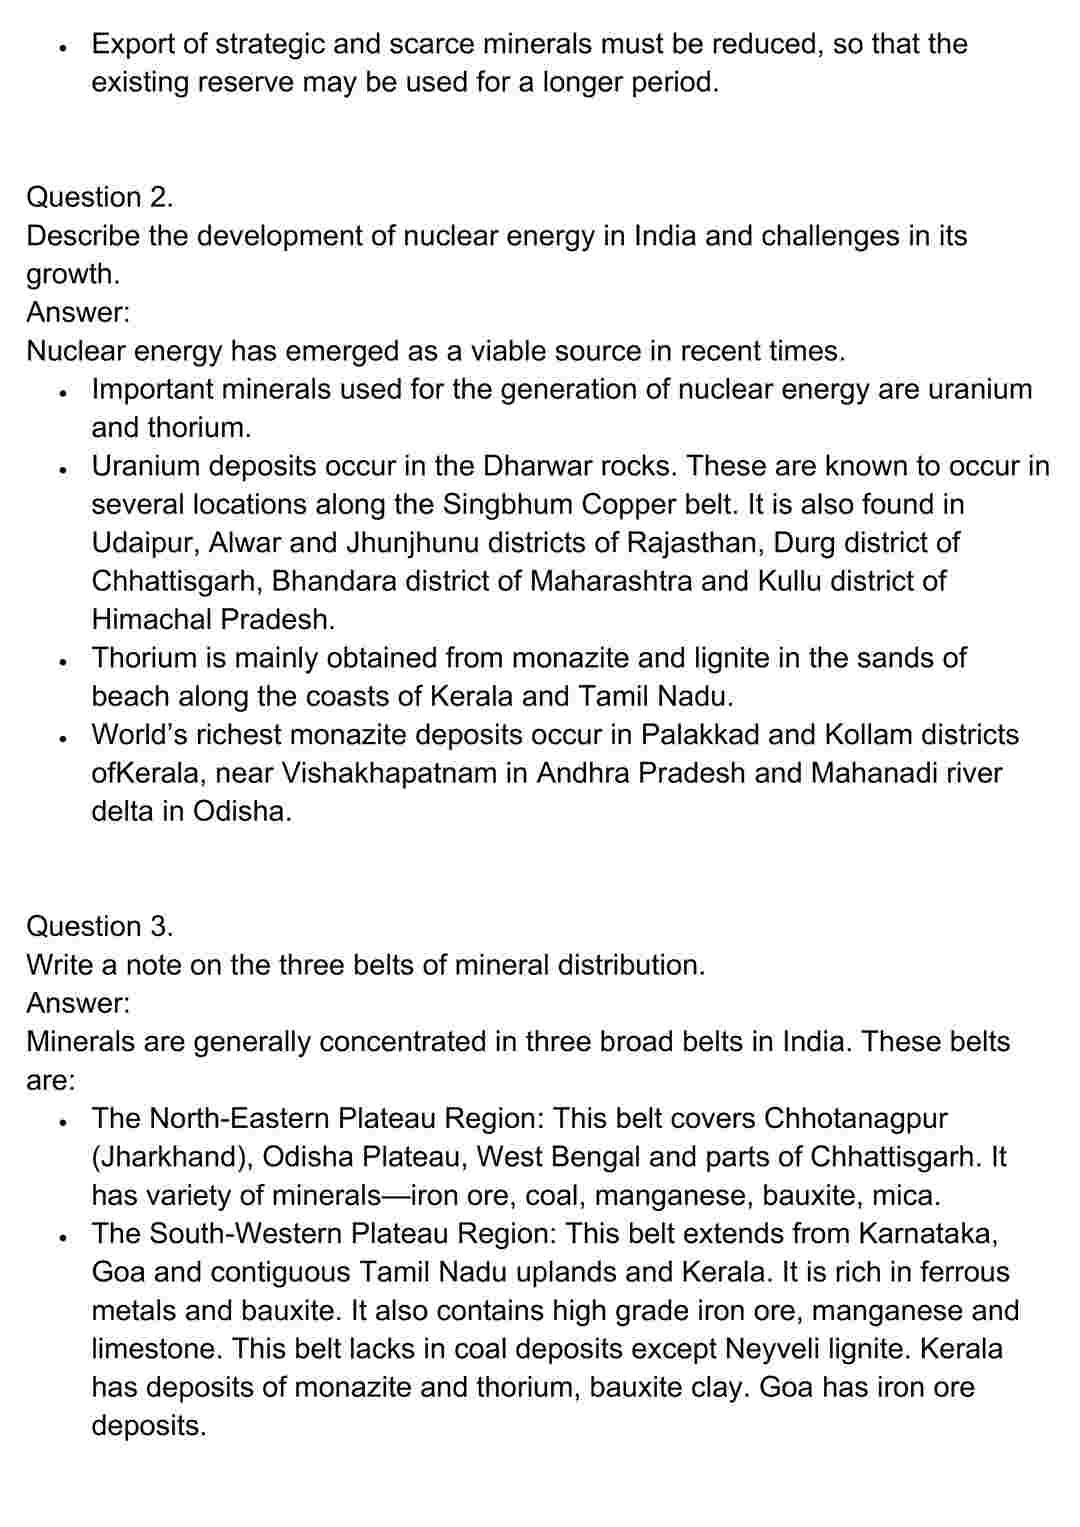 • Export of strategic and scarce minerals must be reduced, so that the
existing reserve may be used for a longer period.
Question 2.
Describe the development of nuclear energy in India and challenges in its
growth.
Answer:
Nuclear energy has emerged as a viable source in recent times.
• Important minerals used for the generation of nuclear energy are uranium
and thorium.
• Uranium deposits occur in the Dharwar rocks. These are known to occur in
several locations along the Singbhum Copper belt. It is also found in
Udaipur, Alwar and Jhunjhunu districts of Rajasthan, Durg district of
Chhattisgarh, Bhandara district of Maharashtra and Kullu district of
Himachal Pradesh.
• Thorium is mainly obtained from monazite and lignite in the sands of
beach along the coasts of Kerala and Tamil Nadu.
• World’s richest monazite deposits occur in Palakkad and Kollam districts
ofKerala, near Vishakhapatnam in Andhra Pradesh and Mahanadi river
delta in Odisha.
Question 3.
Write a note on the three belts of mineral distribution.
Answer:
Minerals are generally concentrated in three broad belts in India. These belts
are:
• The North-Eastern Plateau Region: This belt covers Chhotanagpur
(Jharkhand), Odisha Plateau, West Bengal and parts of Chhattisgarh. It
has variety of minerals—iron ore, coal, manganese, bauxite, mica.
• The South-Western Plateau Region: This belt extends from Karnataka,
Goa and contiguous Tamil Nadu uplands and Kerala. It is rich in ferrous
metals and bauxite. It also contains high grade iron ore, manganese and
limestone. This belt lacks in coal deposits except Neyveli lignite. Kerala
has deposits of monazite and thorium, bauxite clay. Goa has iron ore
deposits.